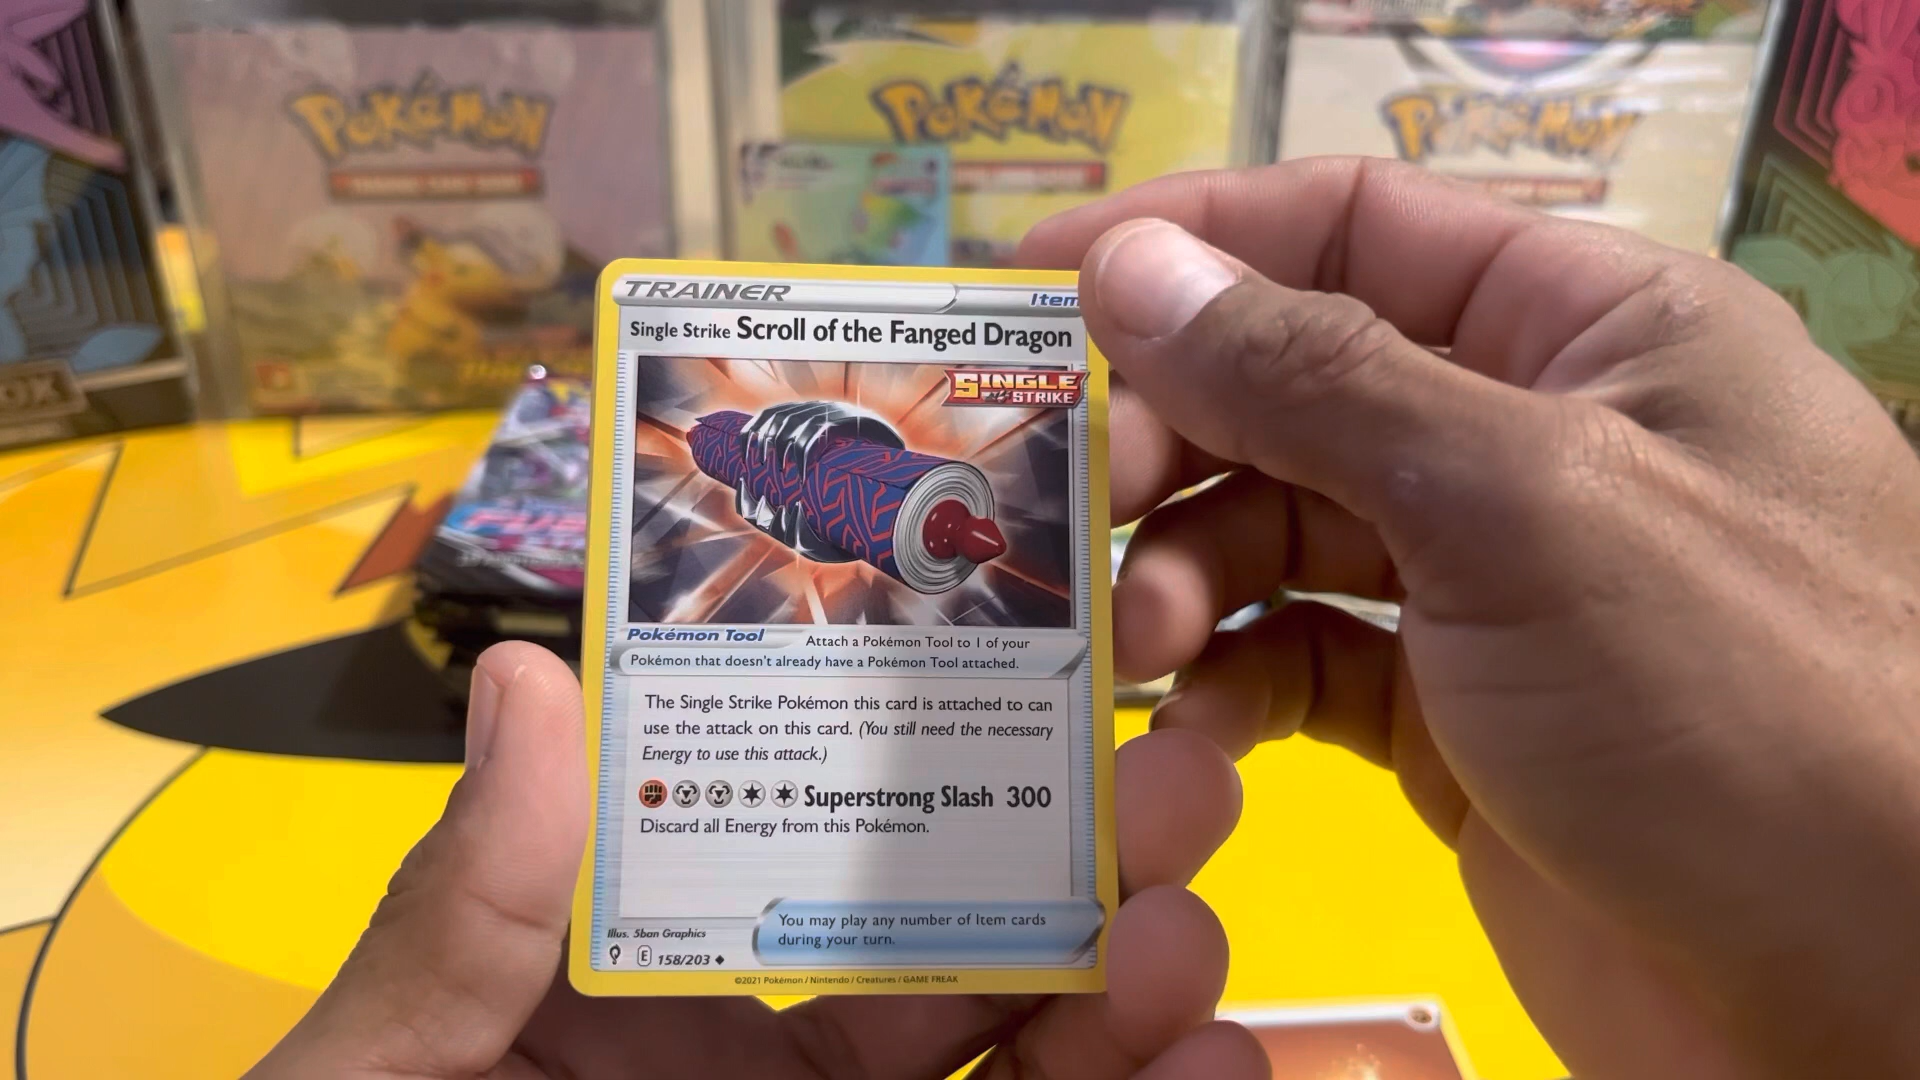 POKÉMON
POKÉMON
POKÉMON
TRADING CARD GAME
TRAINER
Item
Single Strike Scroll of the Fanged Dragon
SINGLE
STRIKE
Pokémon Tool
Attach a Pokémon Tool to 1 of your
Pokémon that doesn't already have a Pokémon Tool attached.
The Single Strike Pokémon this card is attached to can
use the attack on this card. (You still need the necessary
Energy to use this attack.)
Superstrong Slash 300
Discard all Energy from this Pokémon.
You may play any number of Item cards
during your turn.
Illus. 5ban Graphics
E 158/203
©2021 Pokémon / Nintendo / Creatures / GAME FREAK